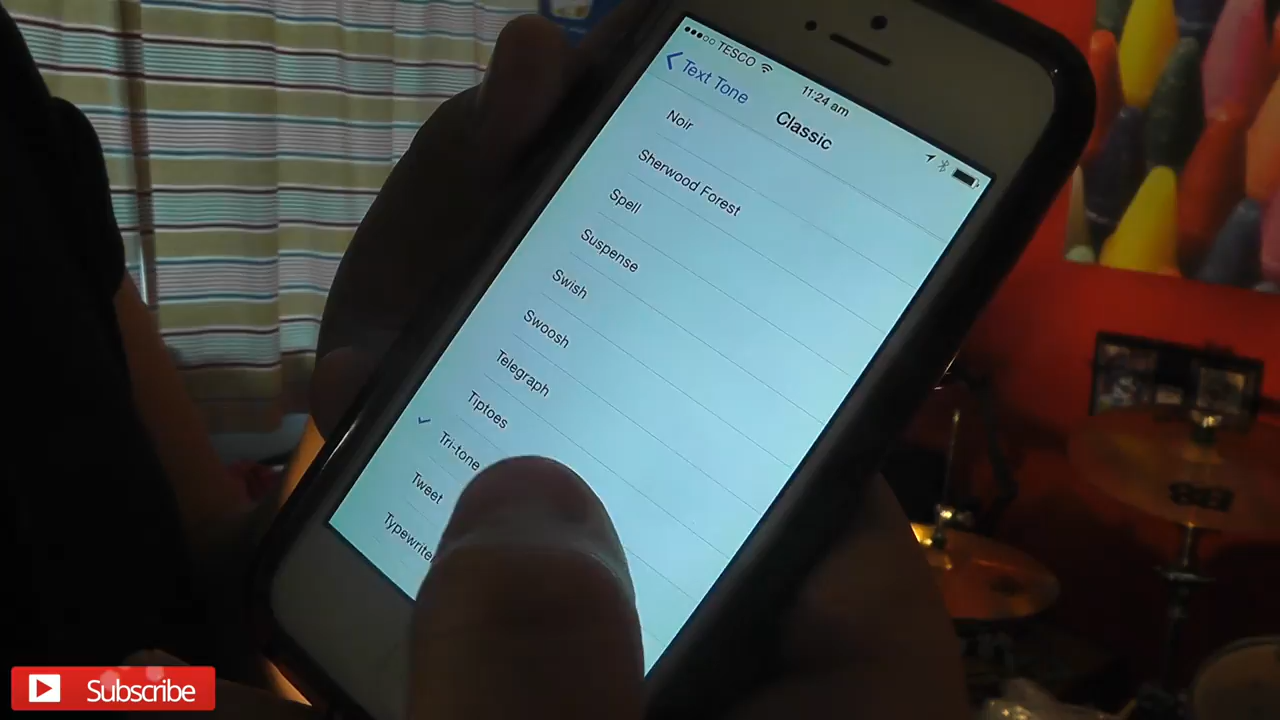 TESCO
11:24 am
Text Tone
Classic
Noir
Sherwood Forest
Spell
Suspense
Swish
Swoosh
Telegraph
Tiptoes
Tri-tone
Tweet
Typewrite
Subscribe